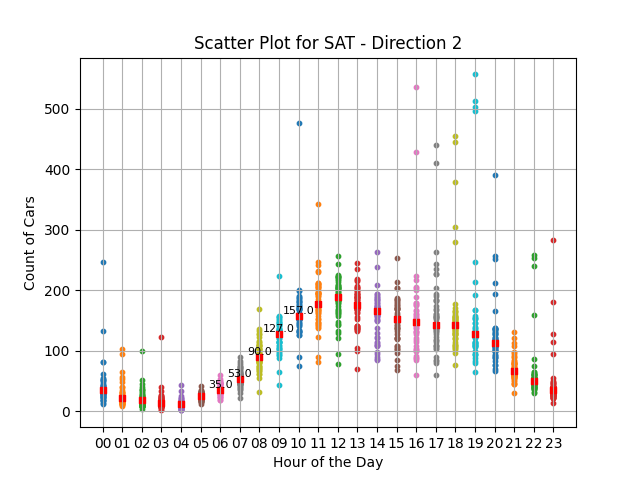 Scatter Plot for SAT - Direction 2
Count of Cars
500
400
300
200
100
0
157.0
127.0
90.0
53.0
35.0
00 01 02 03 04 05 06 07 08 09 10 11 12 13 14 15 16 17 18 19 20 21 22 23
Hour of the Day